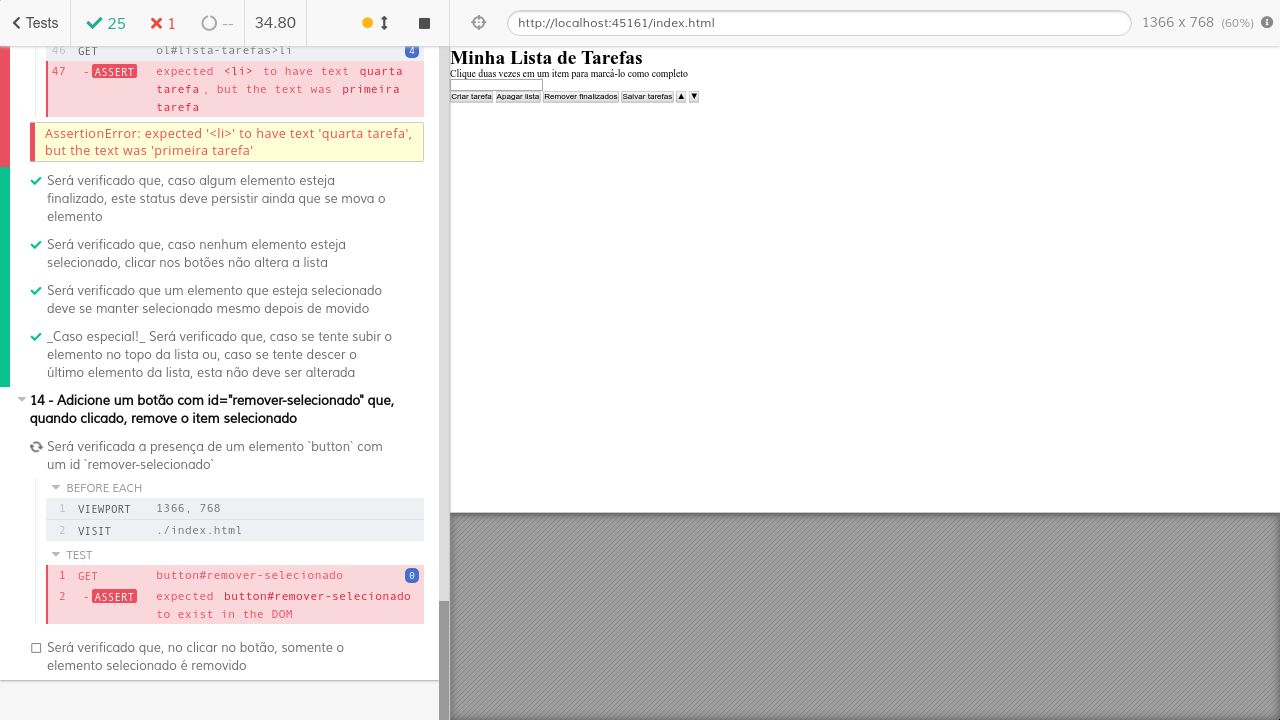 Tests
25
1
--
34.80
http://localhost:45161/index.html
1366 x 768 (60%)
46 GET ol#lista-tarefas>li 4
47 - ASSERT expected <li> to have text quarta
tarefa, but the text was primeira
tarefa
AssertionError: expected '<li>' to have text 'quarta tarefa',
but the text was 'primeira tarefa'
Será verificado que, caso algum elemento esteja
finalizado, este status deve persistir ainda que se mova o
elemento
Será verificado que, caso nenhum elemento esteja
selecionado, clicar nos botões não altera a lista
Será verificado que um elemento que esteja selecionado
deve se manter selecionado mesmo depois de movido
_Caso especial!_ Será verificado que, caso se tente subir o
elemento no topo da lista ou, caso se tente descer o
último elemento da lista, esta não deve ser alterada
14 - Adicione um botão com id="remover-selecionado" que,
quando clicado, remove o item selecionado
Será verificada a presença de um elemento `button` com
um id `remover-selecionado`
BEFORE EACH
1 VIEWPORT 1366, 768
2 VISIT ./index.html
TEST
1 GET button#remover-selecionado 0
2 - ASSERT expected button#remover-selecionado
to exist in the DOM
Será verificado que, no clicar no botão, somente o
elemento selecionado é removido
Minha Lista de Tarefas
Clique duas vezes em um item para marcá-lo como completo
Criar tarefa Apagar lista Remover finalizados Salvar tarefas ▲ ▼